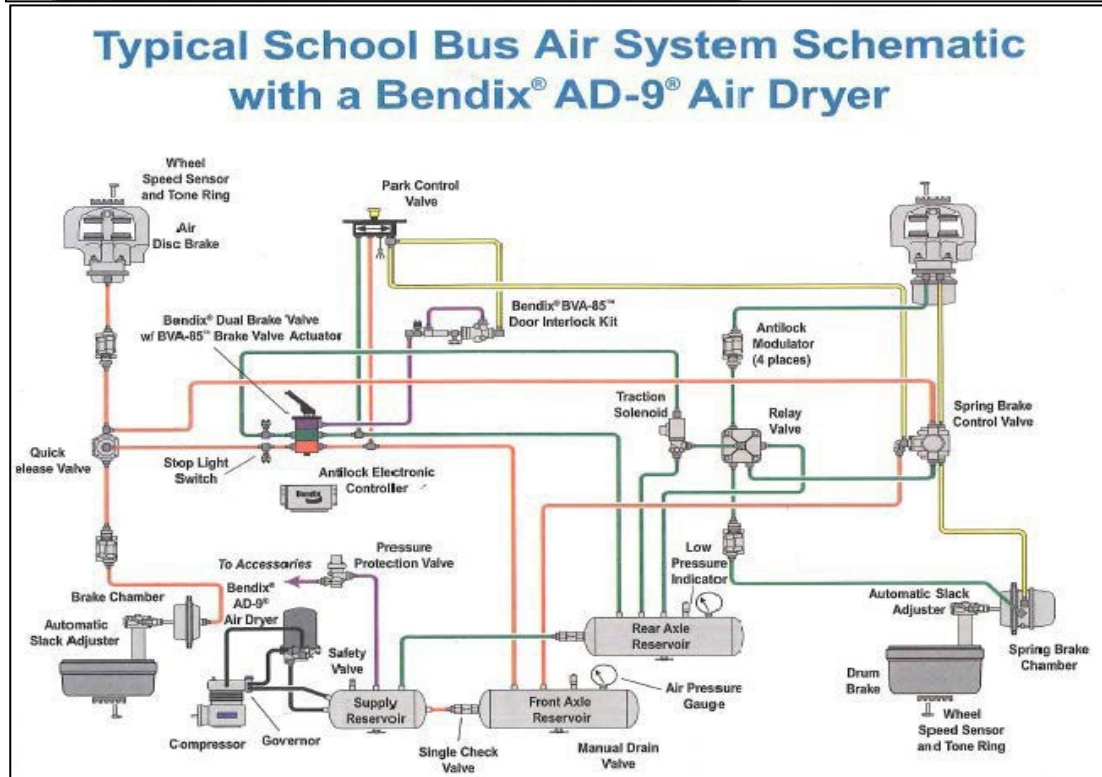 Typical School Bus Air System Schematic
with a Bendix® AD-9® Air Dryer
Wheel
Speed Sensor
and Tone Ring
Air
Disc Brake
Park Control
Valve
Bendix® Dual Brake Valve
w/ BVA-85™ Brake Valve Actuator
Bendix® BVA-85™
Door Interlock Kit
Antilock
Modulator
(4 places)
Traction
Solenoid
Relay
Valve
Spring Brake
Control Valve
Quick
elease Valve
Stop Light
Switch
Antilock Electronic
Controller
Bendix
To Accessories
Pressure
Protection Valve
Low
Pressure
Indicator
Brake Chamber
Bendix®
AD-9®
Air Dryer
Automatic
Slack Adjuster
Safety
Valve
Automatic Slack
Adjuster
Rear Axle
Reservoir
Spring Brake
Chamber
Drum
Brake
Air Pressure
Gauge
Supply
Reservoir
Front Axle
Reservoir
Compressor
Governor
Single Check
Valve
Manual Drain
Valve
Wheel
Speed Sensor
and Tone Ring